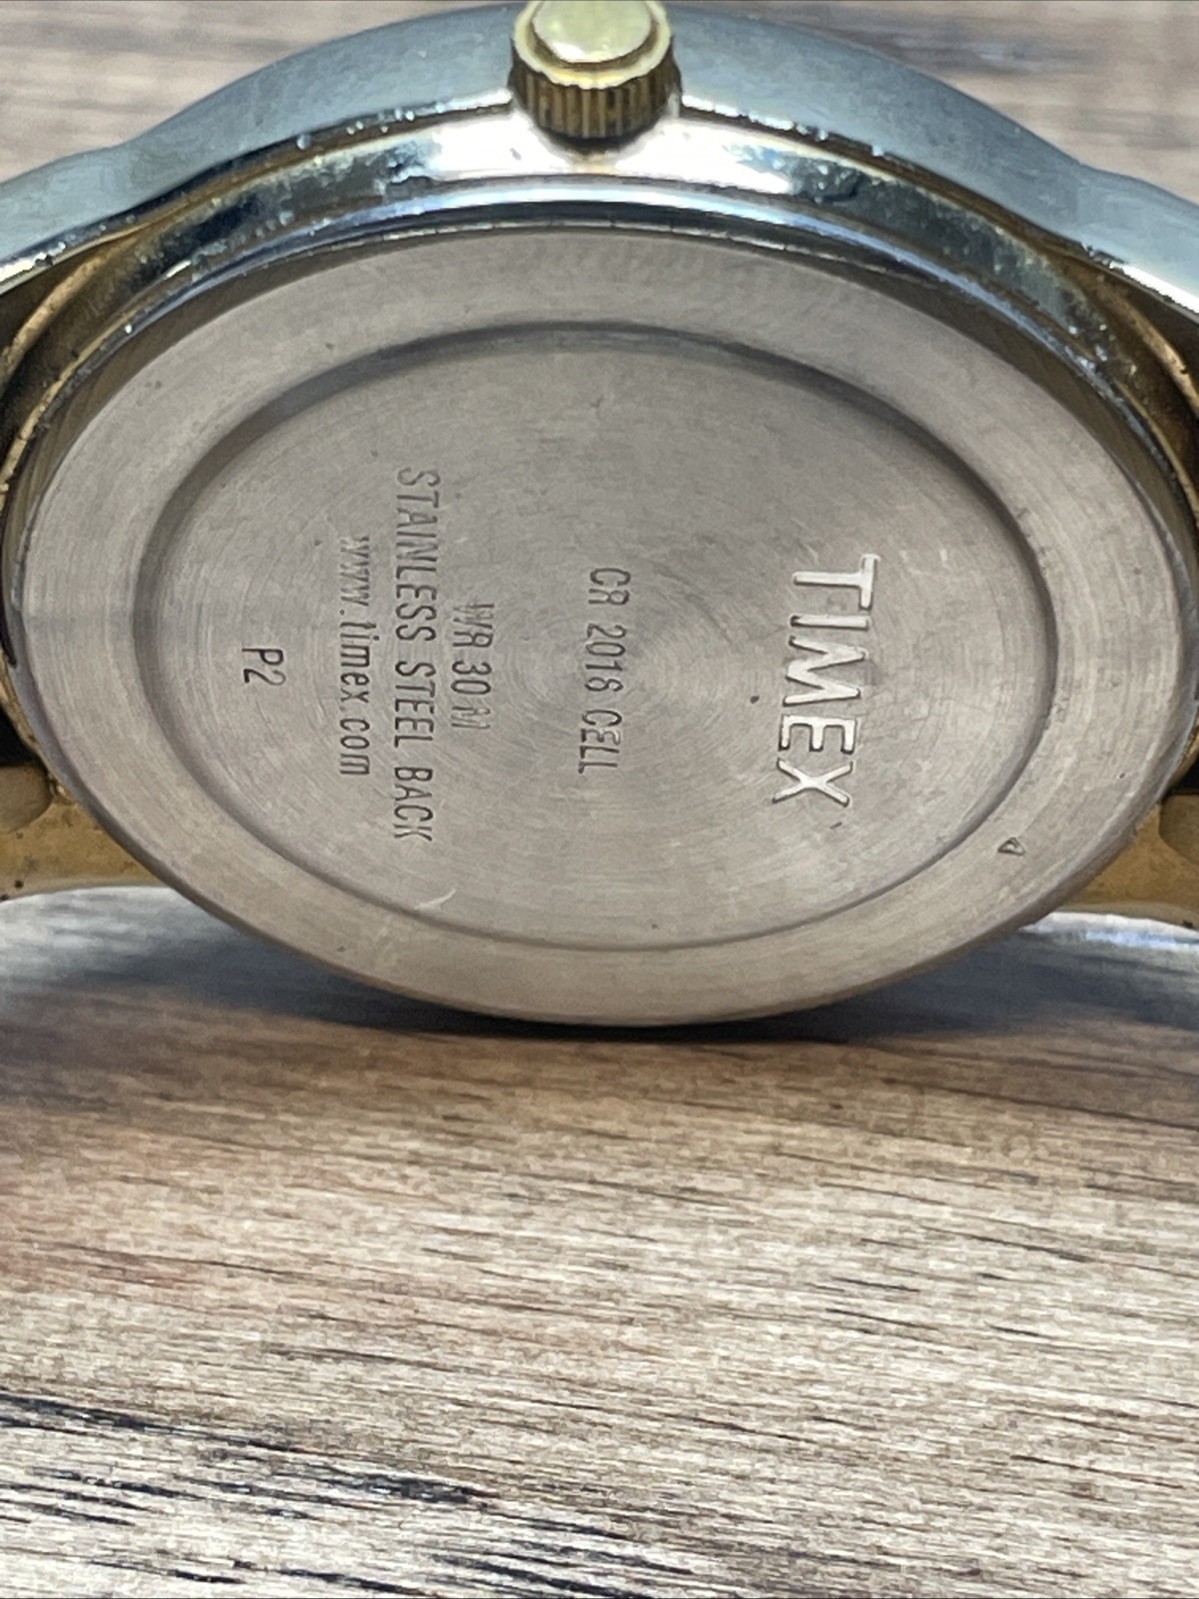 TIMEX
CR 2016 CELL
WR 30 M
STAINLESS STEEL BACK
www.timex.com
P2